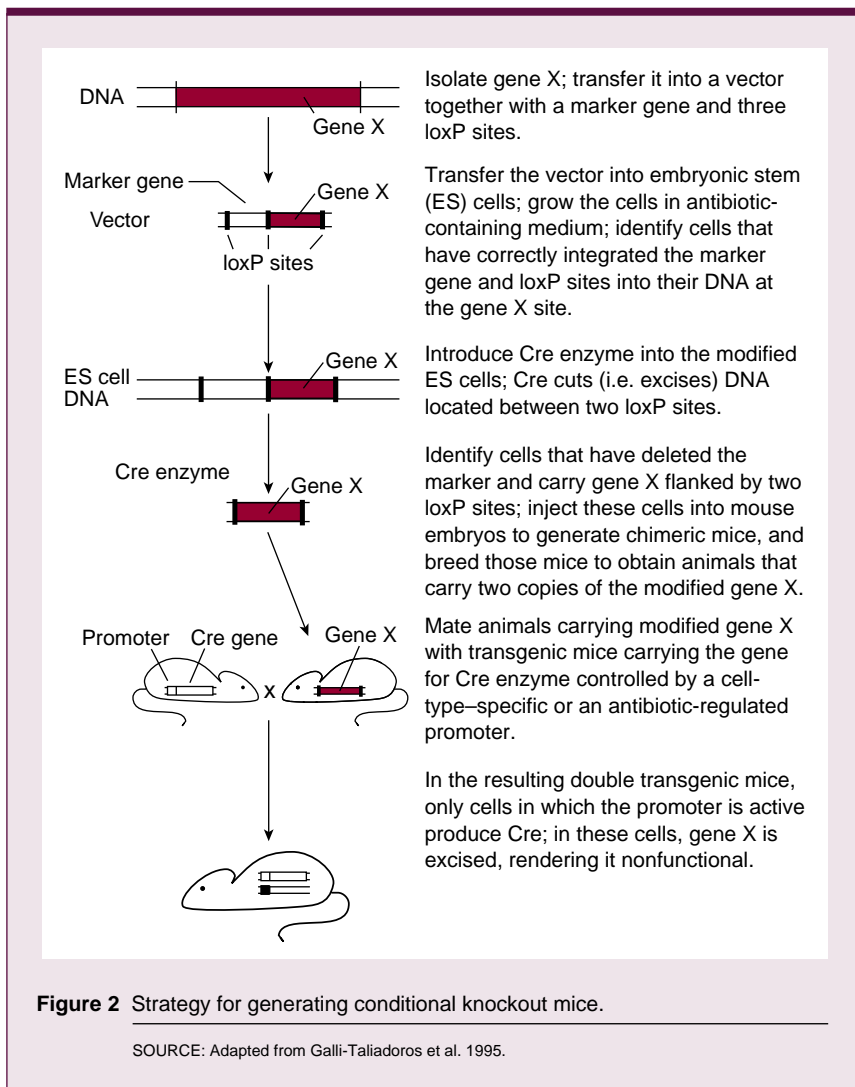 DNA
Gene X
Isolate gene X; transfer it into a vector
together with a marker gene and three
loxP sites.
Marker gene
Gene X
Vector
loxP sites
Transfer the vector into embryonic stem
(ES) cells; grow the cells in antibiotic-
containing medium; identify cells that
have correctly integrated the marker
gene and loxP sites into their DNA at
the gene X site.
Gene X
ES cell
DNA
Introduce Cre enzyme into the modified
ES cells; Cre cuts (i.e. excises) DNA
located between two loxP sites.
Cre enzyme
Gene X
Identify cells that have deleted the
marker and carry gene X flanked by two
loxP sites; inject these cells into mouse
embryos to generate chimeric mice, and
breed those mice to obtain animals that
carry two copies of the modified gene X.
Promoter Cre gene
Gene X
x
Mate animals carrying modified gene X
with transgenic mice carrying the gene
for Cre enzyme controlled by a cell-
type–specific or an antibiotic-regulated
promoter.
In the resulting double transgenic mice,
only cells in which the promoter is active
produce Cre; in these cells, gene X is
excised, rendering it nonfunctional.
Figure 2 Strategy for generating conditional knockout mice.
SOURCE: Adapted from Galli-Taliadoros et al. 1995.